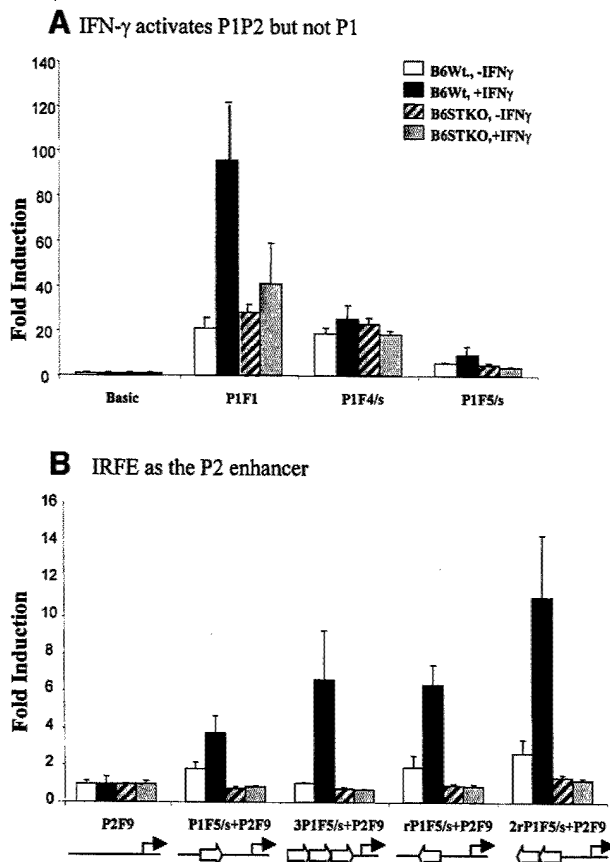 A IFN-γ activates P1P2 but not P1
140
120
100
80
60
40
20
0
Fold Induction
B6Wt., -IFNγ
B6Wt, +IFNγ
B6STKO, -IFNγ
B6STKO,+IFNγ
Basic
P1F1
P1F4/s
P1F5/s
B IRFE as the P2 enhancer
16
14
12
10
8
6
4
2
0
Fold Induction
P2F9
P1F5/s+P2F9
3P1F5/s+P2F9
rP1F5/s+P2F9
2rP1F5/s+P2F9